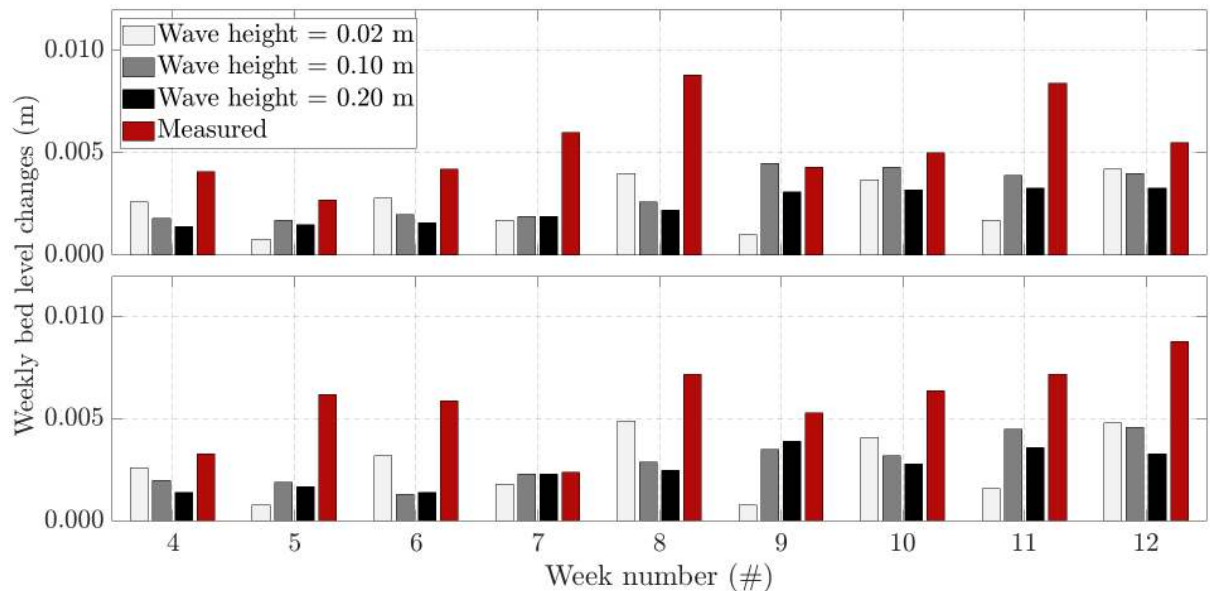 Wave height = 0.02 m
Wave height = 0.10 m
Wave height = 0.20 m
Measured
0.010
0.005
0.000
Weekly bed level changes (m)
0.010
0.005
0.000
4 5 6 7 8 9 10 11 12
Week number (#)